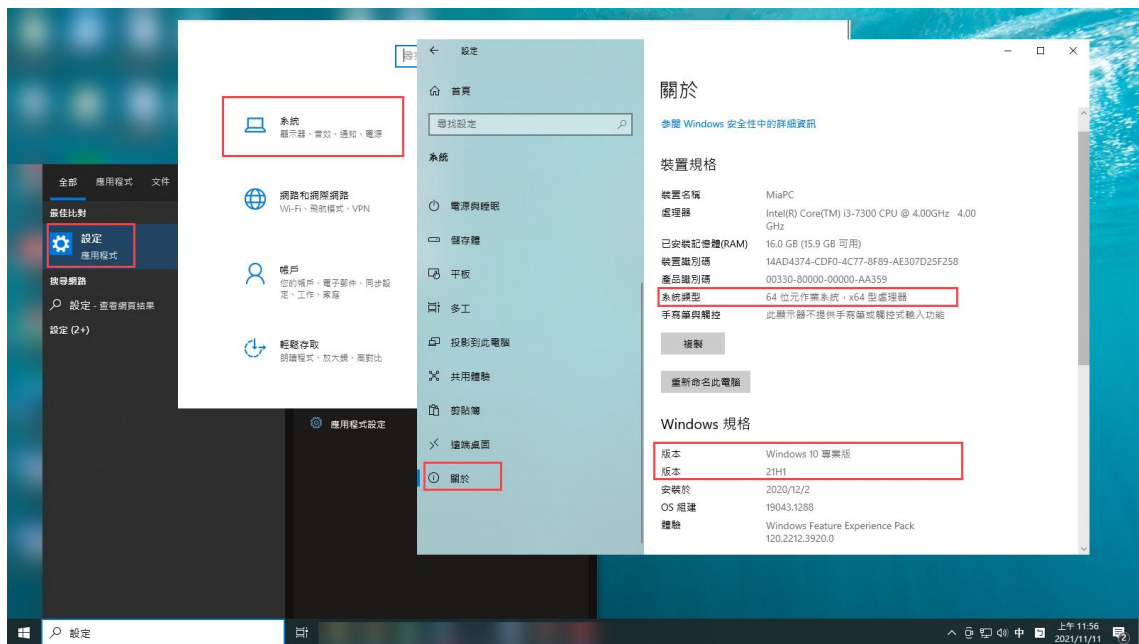 全部 應用程式 文件
最佳比對
設定
應用程式
搜尋網路
設定 - 查看網頁結果
設定 (2+)
應用程式設定
系統
顯示器、音效、通知、電源
網路和網際網路
Wi-Fi、飛航模式、VPN
帳戶
您的帳戶、電子郵件、同步設
定、工作、家庭
輕鬆存取
朗讀程式、放大鏡、高對比
設定
首頁
尋找設定
系統
電源與睡眠
儲存體
平板
多工
投影到此電腦
共用體驗
剪貼簿
遠端桌面
關於
關於
參閱 Windows 安全性中的詳細資訊
裝置規格
裝置名稱 MiaPC
處理器 Intel(R) Core(TM) i3-7300 CPU @ 4.00GHz 4.00
GHz
已安裝記憶體(RAM) 16.0 GB (15.9 GB 可用)
裝置識別碼 14AD4374-CDF0-4C77-8F89-AE307D25F258
產品識別碼 00330-80000-00000-AA359
系統類型 64 位元作業系統，x64 型處理器
手寫筆與觸控 此顯示器不提供手寫筆或觸控式輸入功能
複製
重新命名此電腦
Windows 規格
版本 Windows 10 專業版
版本 21H1
安裝於 2020/12/2
OS 組建 19043.1288
體驗 Windows Feature Experience Pack
120.2212.3920.0
設定
中
上午 11:56
2021/11/11
2